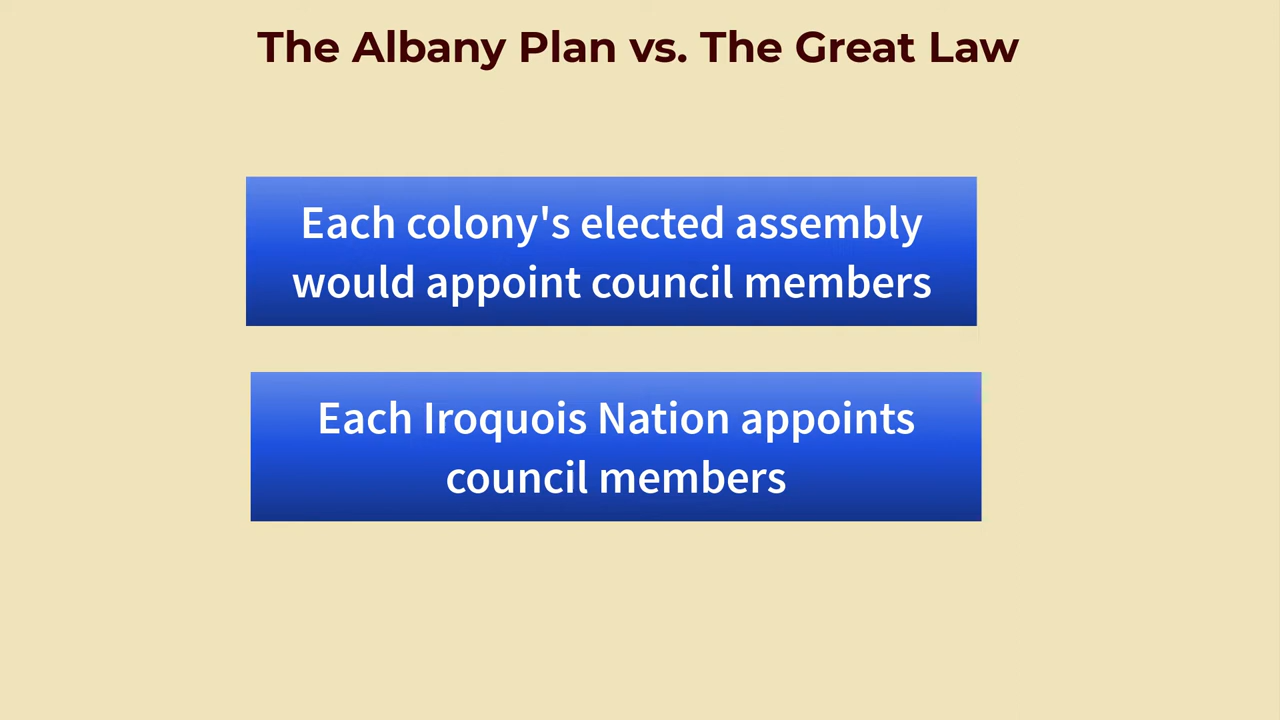 The Albany Plan vs. The Great Law
Each colony's elected assembly
would appoint council members
Each Iroquois Nation appoints
council members